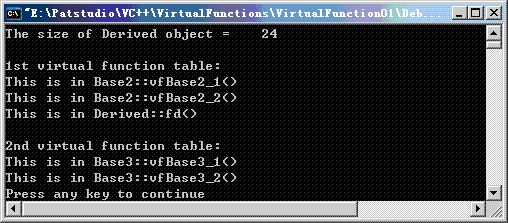 "E:\Patstudio\VC++\VirtualFunctions\VirtualFunction01\Deb...
The size of Derived object =    24
1st virtual function table:
This is in Base2::vfBase2_1()
This is in Base2::vfBase2_2()
This is in Derived::fd()
2nd virtual function table:
This is in Base3::vfBase3_1()
This is in Base3::vfBase3_2()
Press any key to continue